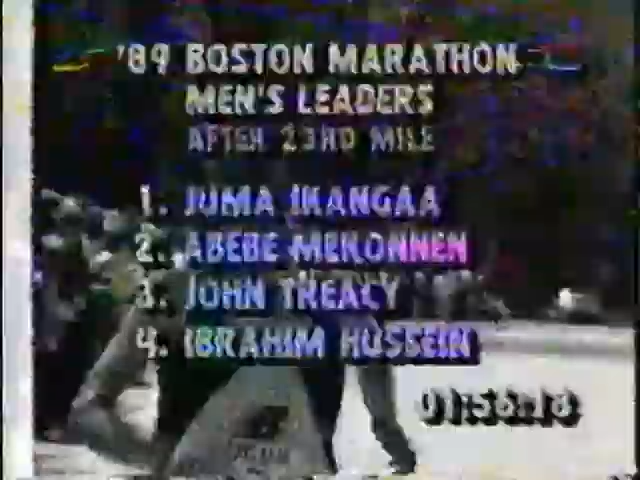 '89 BOSTON MARATHON
MEN'S LEADERS
AFTER 23RD MILE
1. JUMA IKANGAA
2. ABEBE MEKONNEN
3. JOHN TREACY
4. IBRAHIM HUSSEIN
01:56:18